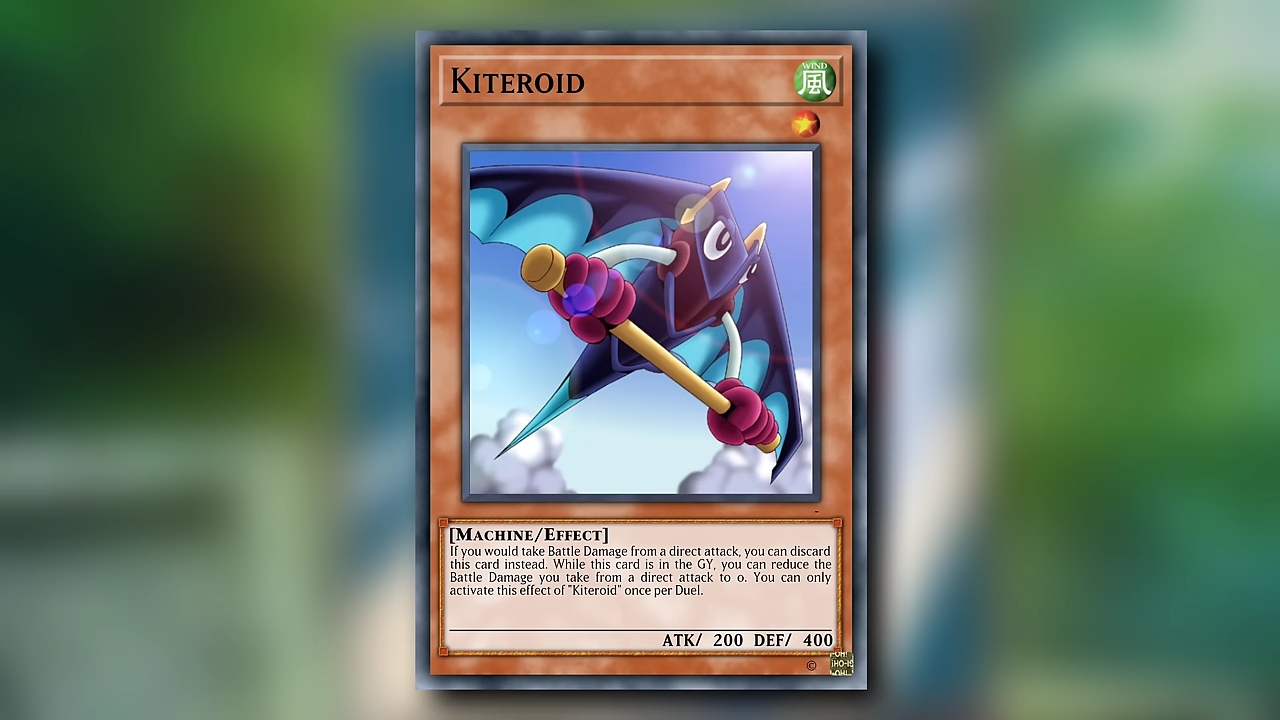 Kiteroid
WIND
風
[Machine/Effect]
If you would take Battle Damage from a direct attack, you can discard
this card instead. While this card is in the GY, you can reduce the
Battle Damage you take from a direct attack to 0. You can only
activate this effect of "Kiteroid" once per Duel.
ATK/ 200 DEF/ 400
©